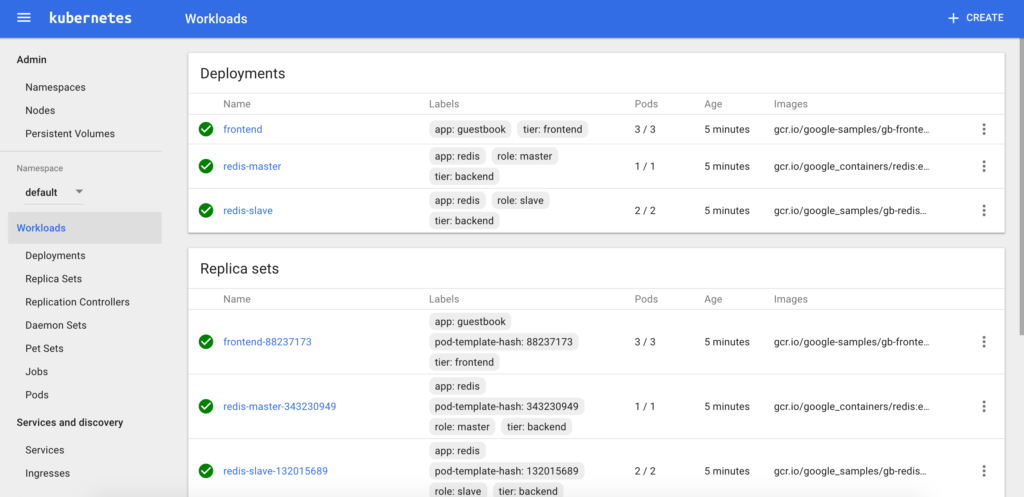 kubernetes Workloads + CREATE
Admin
Namespaces
Nodes
Persistent Volumes
Namespace
default
Workloads
Deployments
Replica Sets
Replication Controllers
Daemon Sets
Pet Sets
Jobs
Pods
Services and discovery
Services
Ingresses
Deployments
Name Labels Pods Age Images
frontend app: guestbook tier: frontend 3 / 3 5 minutes gcr.io/google-samples/gb-fronte...
redis-master app: redis role: master 1 / 1 5 minutes gcr.io/google_containers/redis:e...
tier: backend
redis-slave app: redis role: slave 2 / 2 5 minutes gcr.io/google_samples/gb-redis...
tier: backend
Replica sets
Name Labels Pods Age Images
app: guestbook
frontend-88237173 pod-template-hash: 88237173 3 / 3 5 minutes gcr.io/google-samples/gb-fronte...
tier: frontend
app: redis
redis-master-343230949 pod-template-hash: 343230949 1 / 1 5 minutes gcr.io/google_containers/redis:e...
role: master tier: backend
app: redis
redis-slave-132015689 pod-template-hash: 132015689 2 / 2 5 minutes gcr.io/google_samples/gb-redis...
role: slave tier: backend